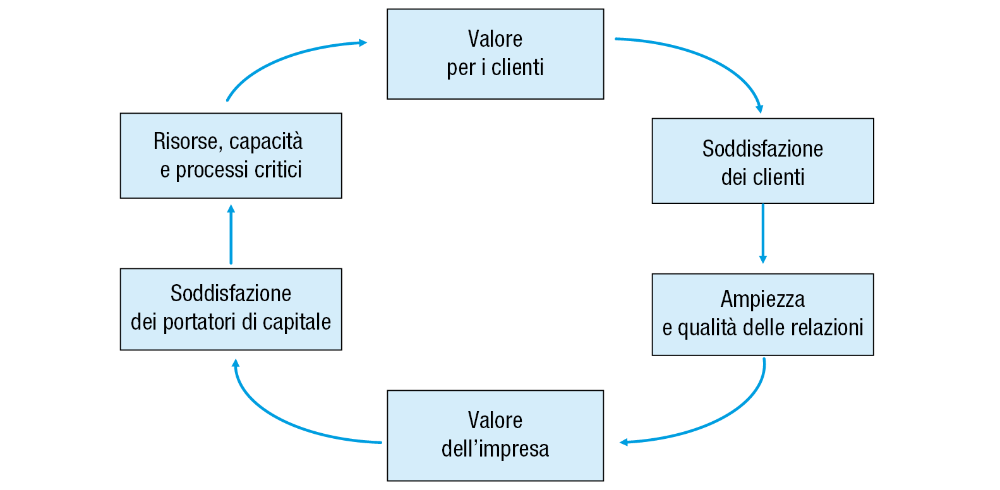 Valore
per i clienti
Soddisfazione
dei clienti
Ampiezza
e qualità delle relazioni
Valore
dell’impresa
Soddisfazione
dei portatori di capitale
Risorse, capacità
e processi critici